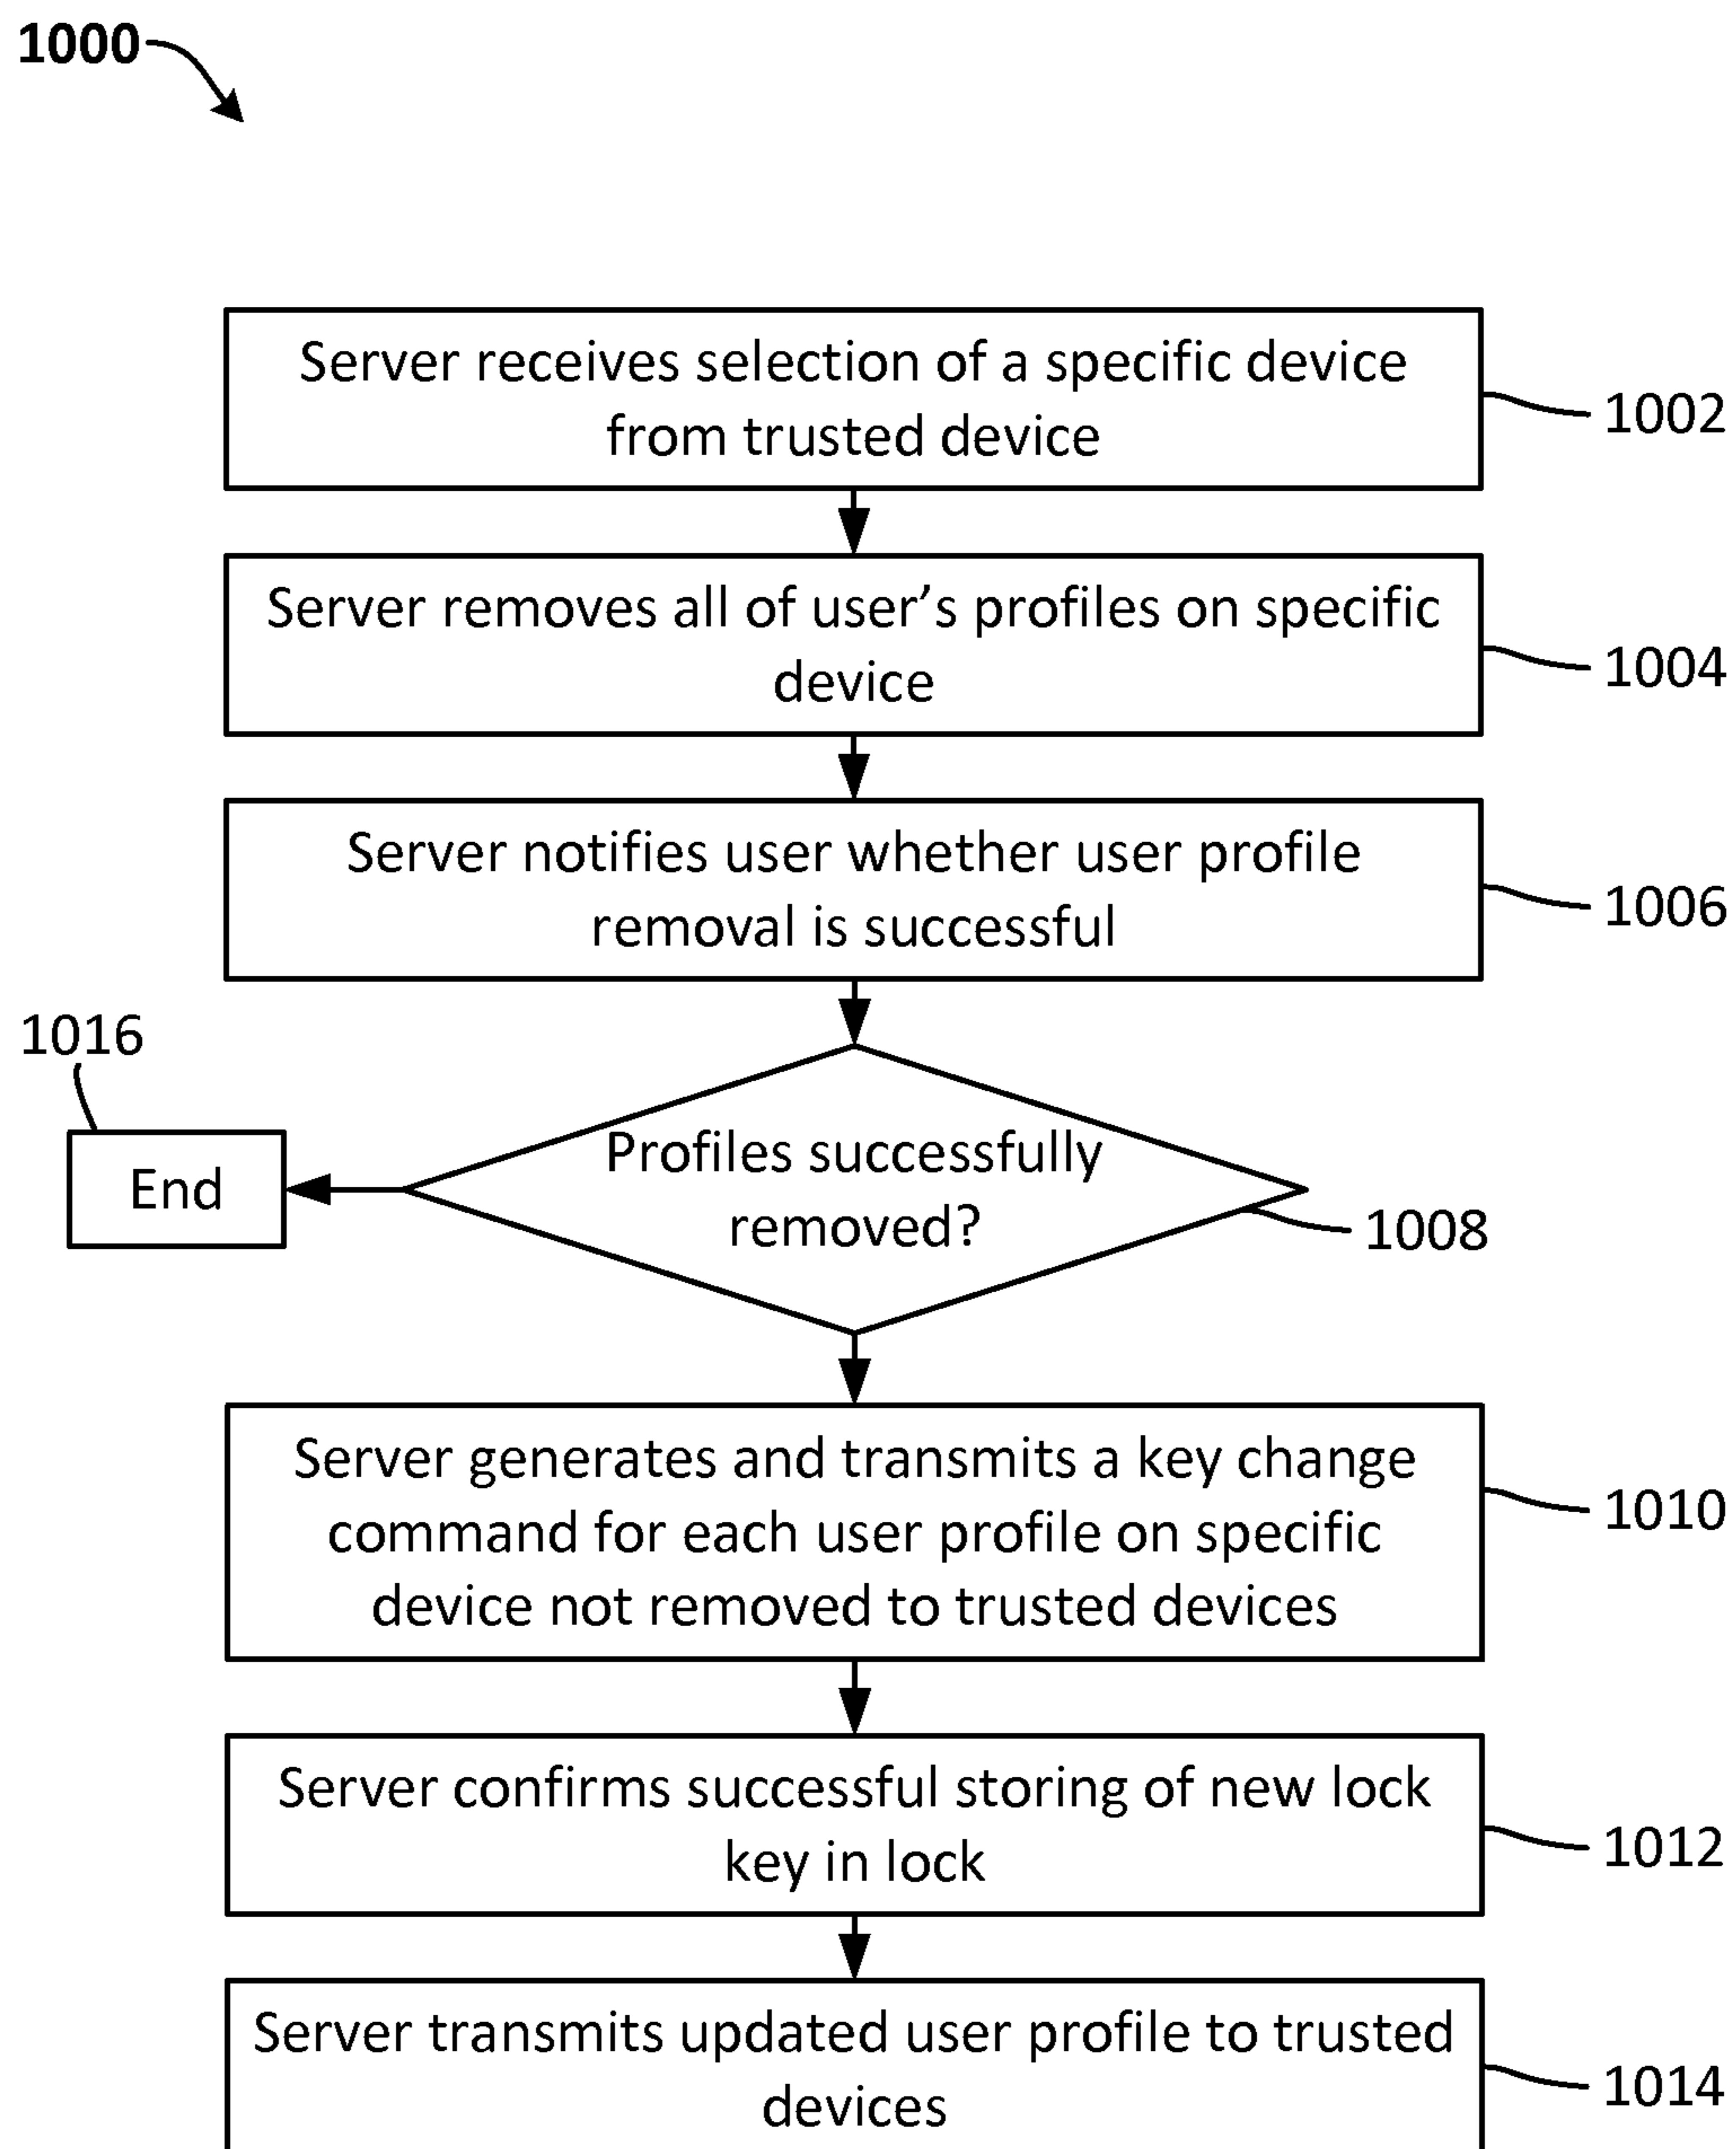 1000
Server receives selection of a specific device
from trusted device
1002
Server removes all of user’s profiles on specific
device
1004
Server notifies user whether user profile
removal is successful
1006
1016
End
Profiles successfully
removed?
1008
Server generates and transmits a key change
command for each user profile on specific
device not removed to trusted devices
1010
Server confirms successful storing of new lock
key in lock
1012
Server transmits updated user profile to trusted
devices
1014